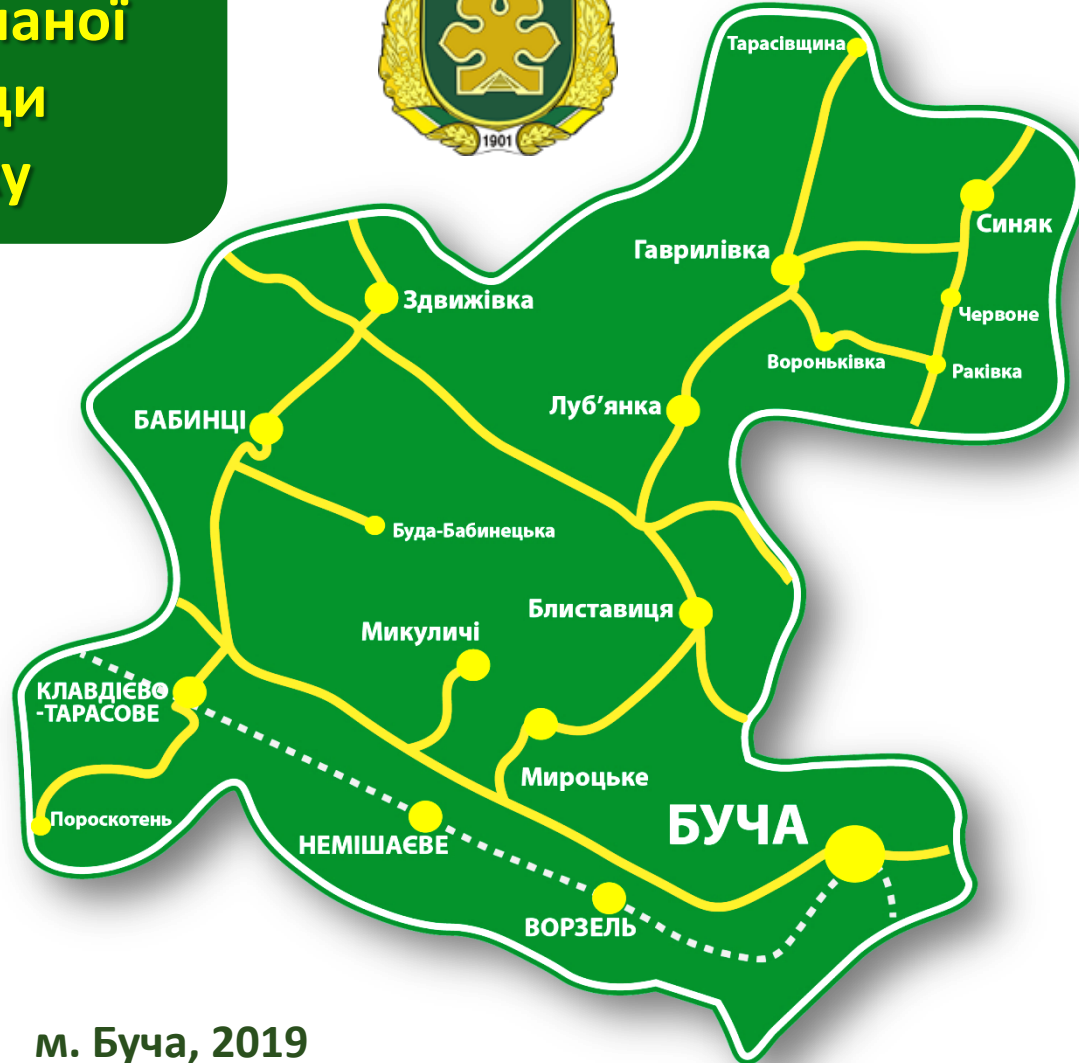 ди
1901
Тарасівщина
Синяк
Гаврилівка
Здвижівка
Червоне
Вороньківка
Раківка
Луб’янка
БАБИНЦІ
Буда-Бабинецька
Блиставиця
Микуличі
КЛАВДІЄВО
-ТАРАСОВЕ
Мироцьке
БУЧА
Пороскотень
НЕМІШАЄВЕ
ВОРЗЕЛЬ
м. Буча, 2019